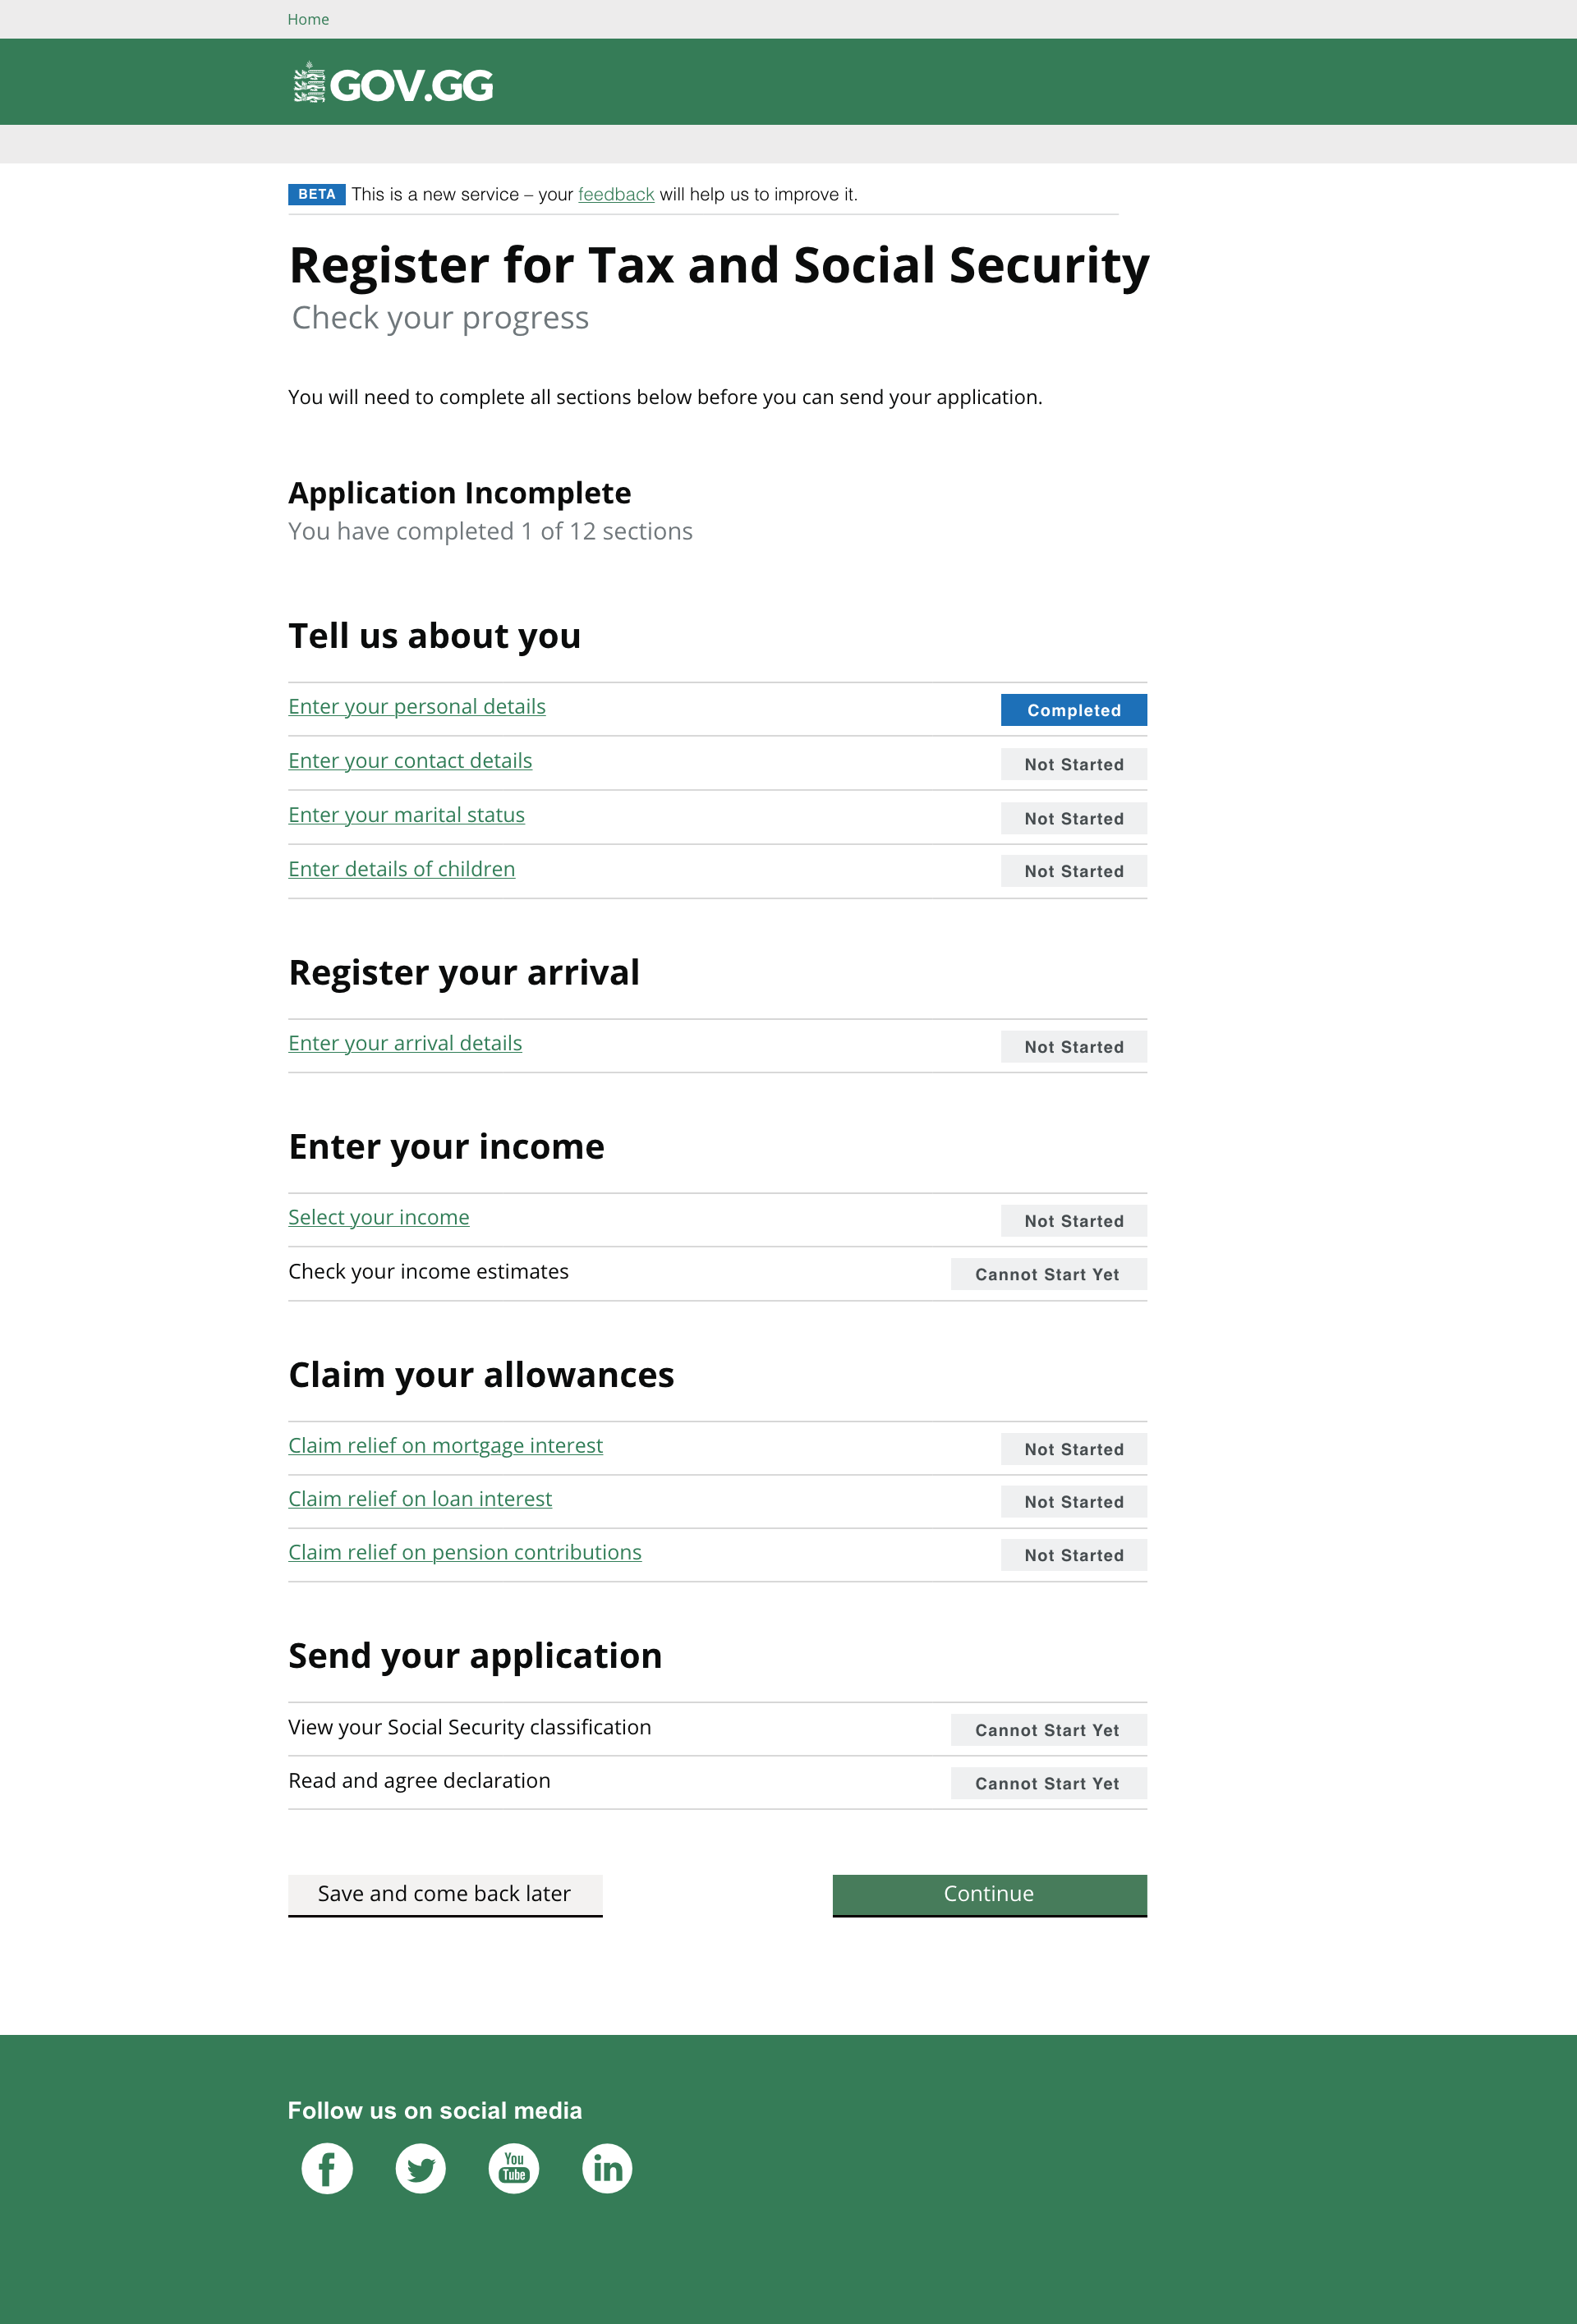 Home
GOV.GG
BETA This is a new service – your feedback will help us to improve it.
Register for Tax and Social Security
Check your progress
You will need to complete all sections below before you can send your application.
Application Incomplete
You have completed 1 of 12 sections
Tell us about you
Enter your personal details Completed
Enter your contact details Not Started
Enter your marital status Not Started
Enter details of children Not Started
Register your arrival
Enter your arrival details Not Started
Enter your income
Select your income Not Started
Check your income estimates Cannot Start Yet
Claim your allowances
Claim relief on mortgage interest Not Started
Claim relief on loan interest Not Started
Claim relief on pension contributions Not Started
Send your application
View your Social Security classification Cannot Start Yet
Read and agree declaration Cannot Start Yet
Save and come back later Continue
Follow us on social media
f You Tube in